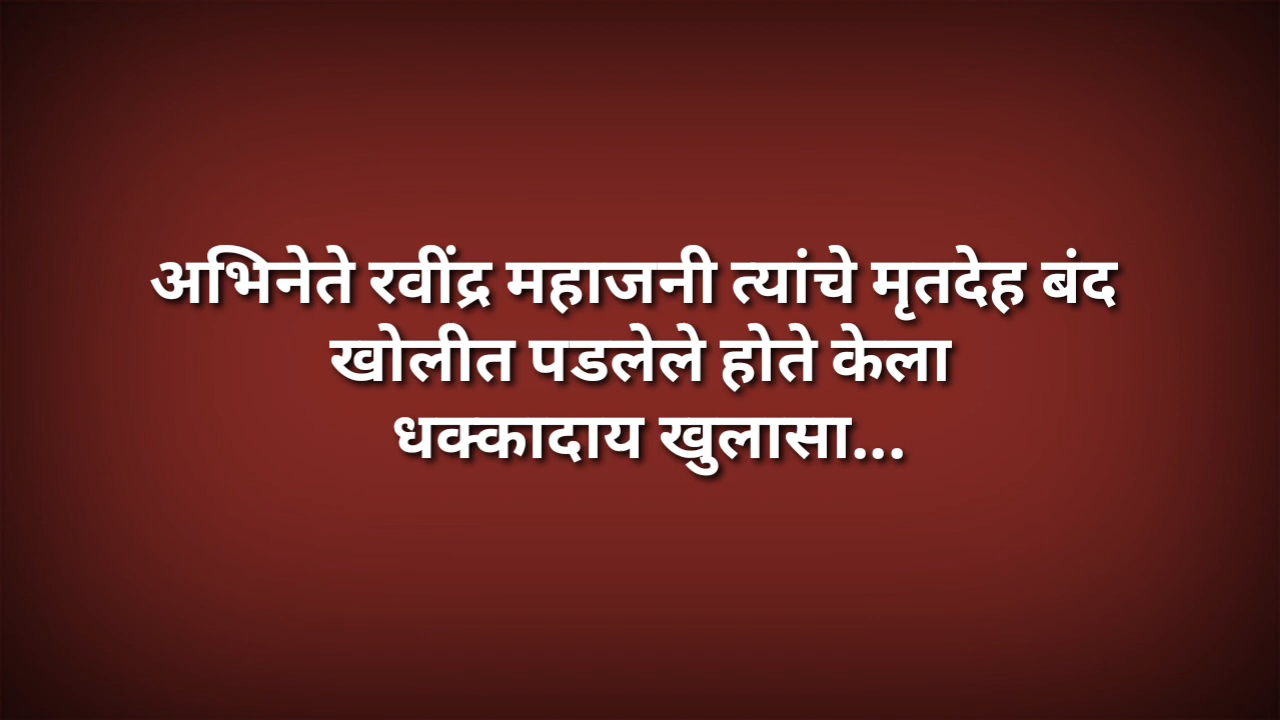 अभिनेते रवींद्र महाजनी त्यांचे मृतदेह बंद
खोलीत पडलेले होते केला
धक्कादाय खुलासा...